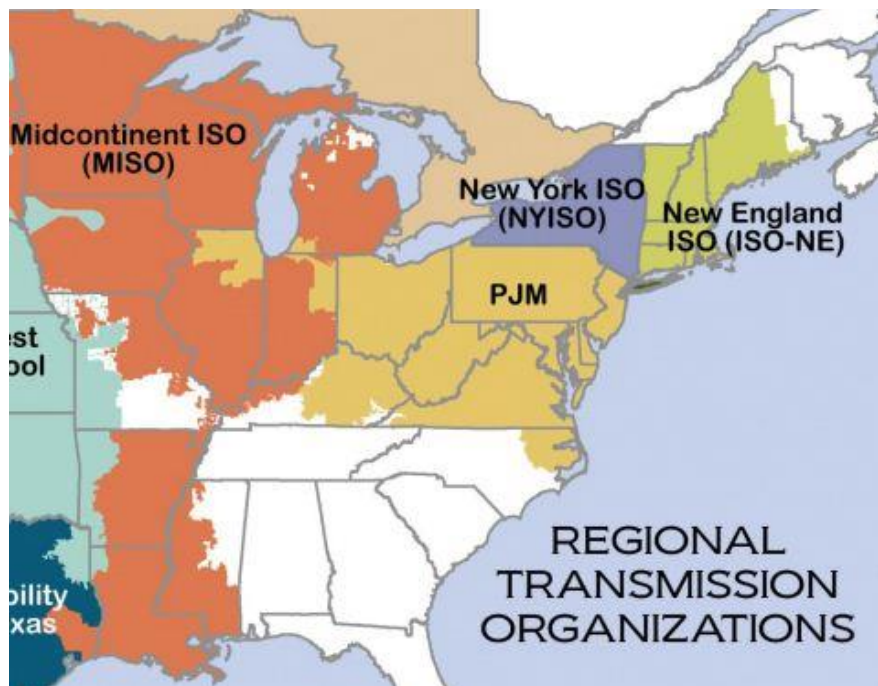 Midcontinent ISO
(MISO)
New York ISO
(NYISO)
New England
ISO (ISO-NE)
PJM
est
ool
REGIONAL
TRANSMISSION
ORGANIZATIONS
bility
xas